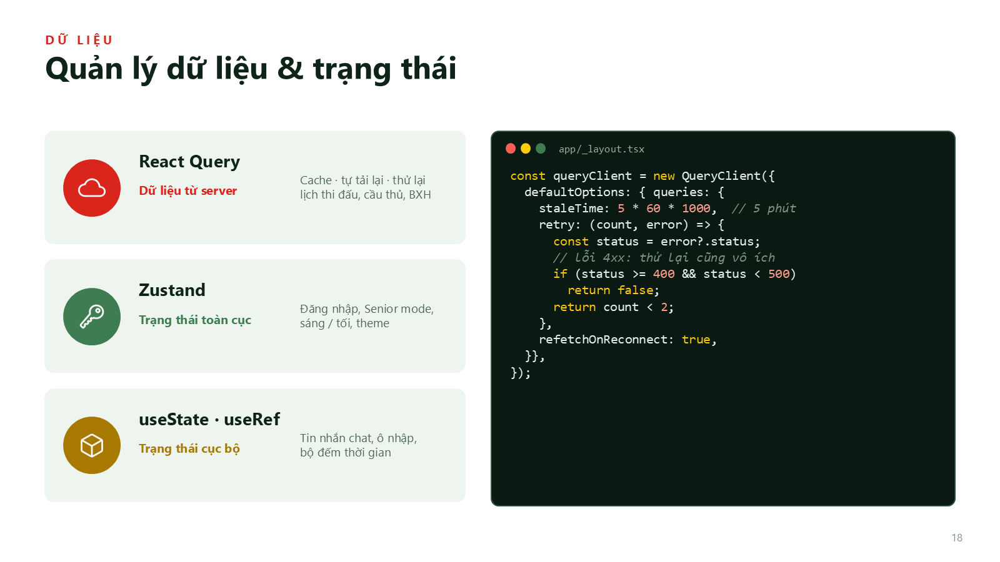 DỮ LIỆU
Quản lý dữ liệu & trạng thái
React Query
Dữ liệu từ server
Cache · tự tải lại · thử lại
lịch thi đấu, cầu thủ, BXH
Zustand
Trạng thái toàn cục
Đăng nhập, Senior mode,
sáng / tối, theme
useState · useRef
Trạng thái cục bộ
Tin nhắn chat, ô nhập,
bộ đếm thời gian
app/_layout.tsx
const queryClient = new QueryClient({
  defaultOptions: { queries: {
    staleTime: 5 * 60 * 1000,  // 5 phút
    retry: (count, error) => {
      const status = error?.status;
      // lỗi 4xx: thử lại cũng vô ích
      if (status >= 400 && status < 500)
        return false;
      return count < 2;
    },
    refetchOnReconnect: true,
  }},
});
18